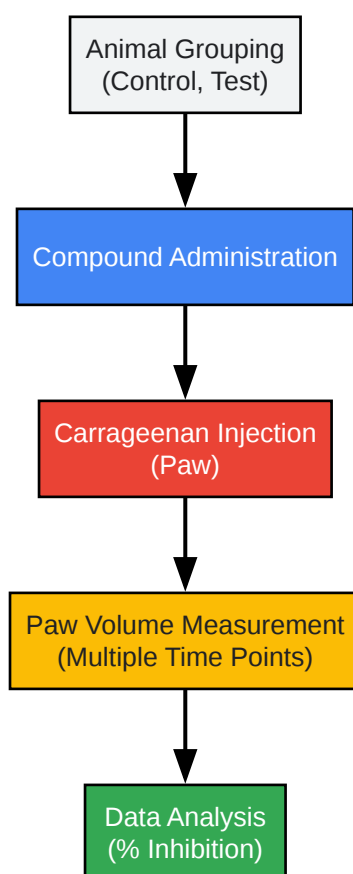 Animal Grouping
(Control, Test)
Compound Administration
Carrageenan Injection
(Paw)
Paw Volume Measurement
(Multiple Time Points)
Data Analysis
(% Inhibition)